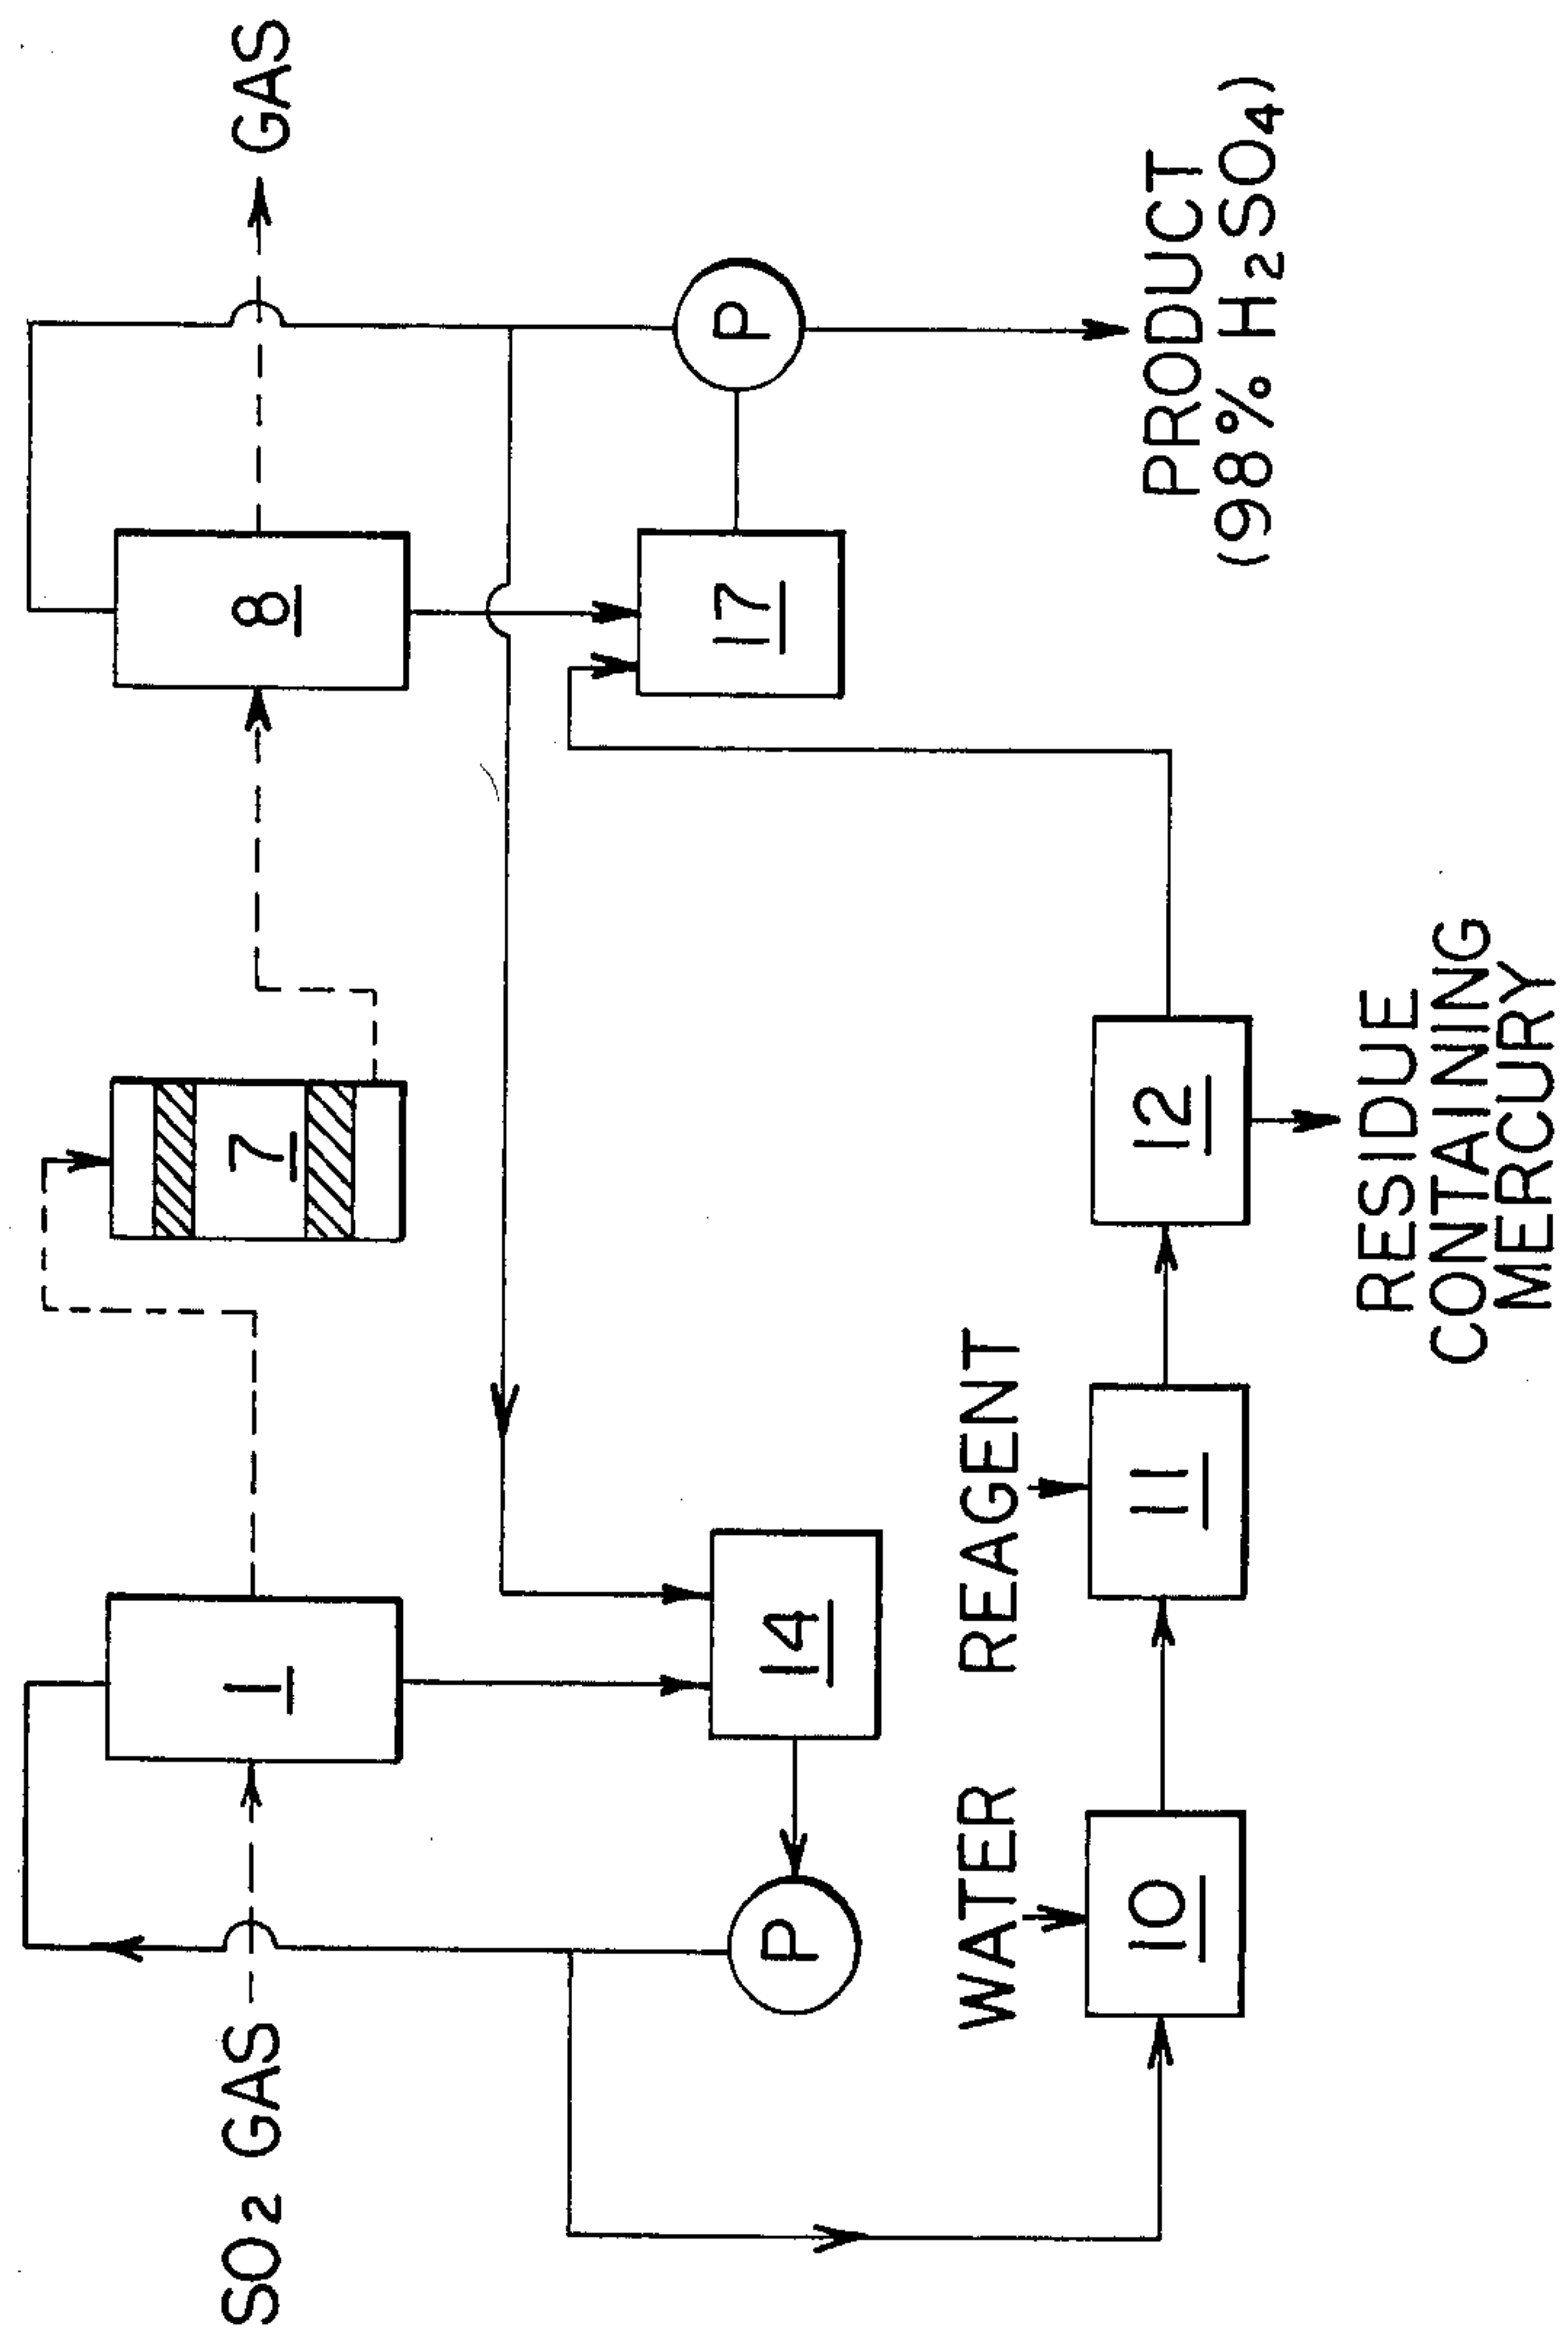 SO₂ GAS
1
7
8
GAS
14
P
17
P
WATER
REAGENT
10
11
12
PRODUCT
(98% H₂SO₄)
RESIDUE
CONTAINING
MERCURY